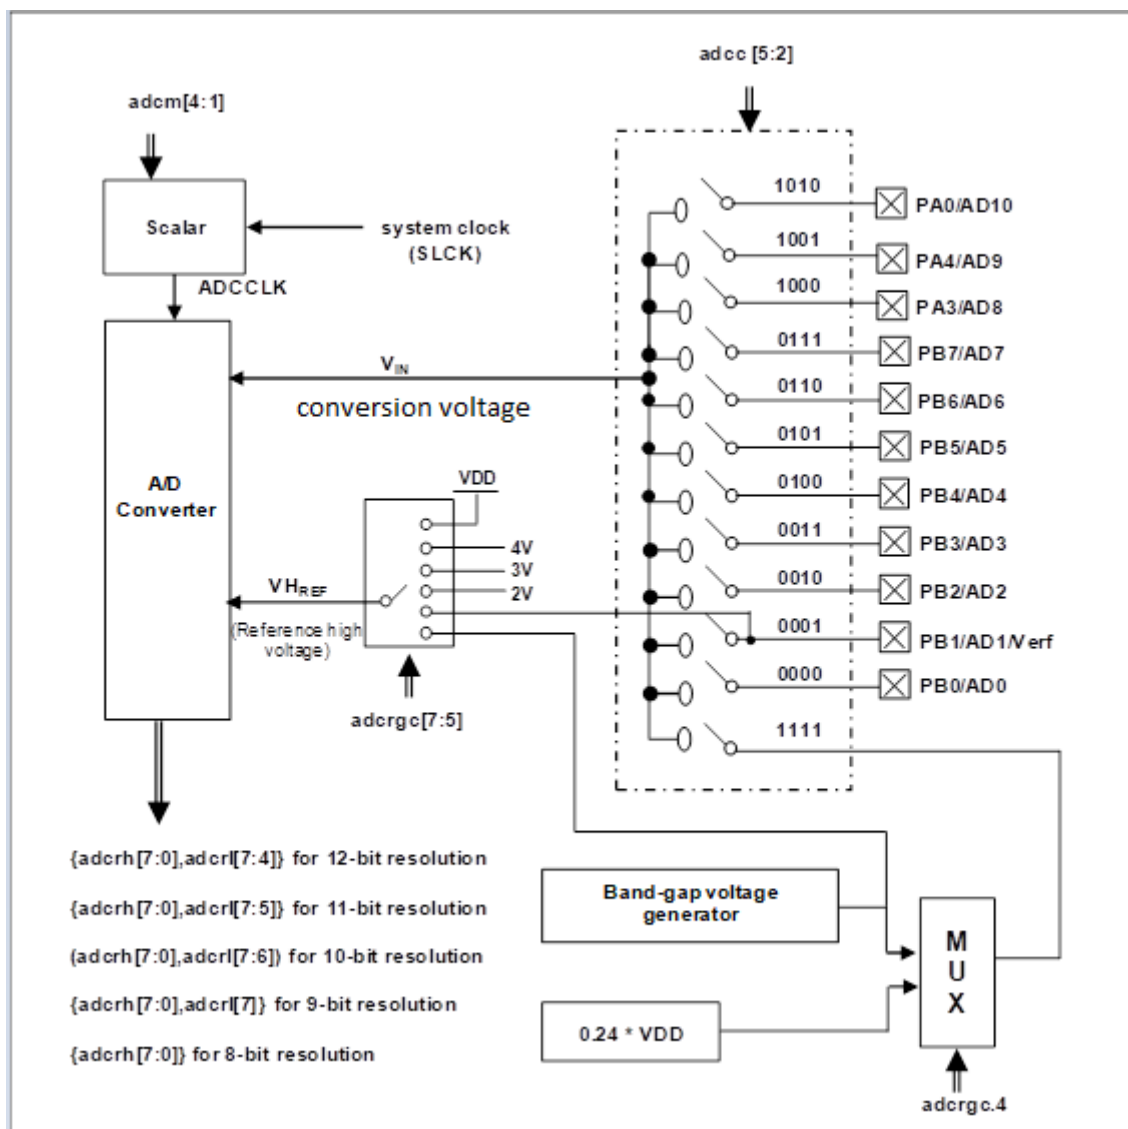 adcc [5:2]
adcm[4:1]
Scalar
system clock
(SLCK)
ADCCLK
1010
PA0/AD10
1001
PA4/AD9
1000
PA3/AD8
0111
PB7/AD7
VIN
conversion voltage
0110
PB6/AD6
0101
PB5/AD5
A/D
Converter
VDD
0100
PB4/AD4
4V
3V
2V
0011
PB3/AD3
VHREF
(Reference high
voltage)
0010
PB2/AD2
0001
PB1/AD1/Verf
0000
PB0/AD0
adcrgc[7:5]
1111
{adcrh[7:0],adcrl[7:4]} for 12-bit resolution
{adcrh[7:0],adcrl[7:5]} for 11-bit resolution
(adcrh[7:0],adcrl[7:6]) for 10-bit resolution
{adcrh[7:0],adcrl[7]} for 9-bit resolution
{adcrh[7:0]} for 8-bit resolution
Band-gap voltage
generator
0.24 * VDD
M
U
X
adcrgc.4